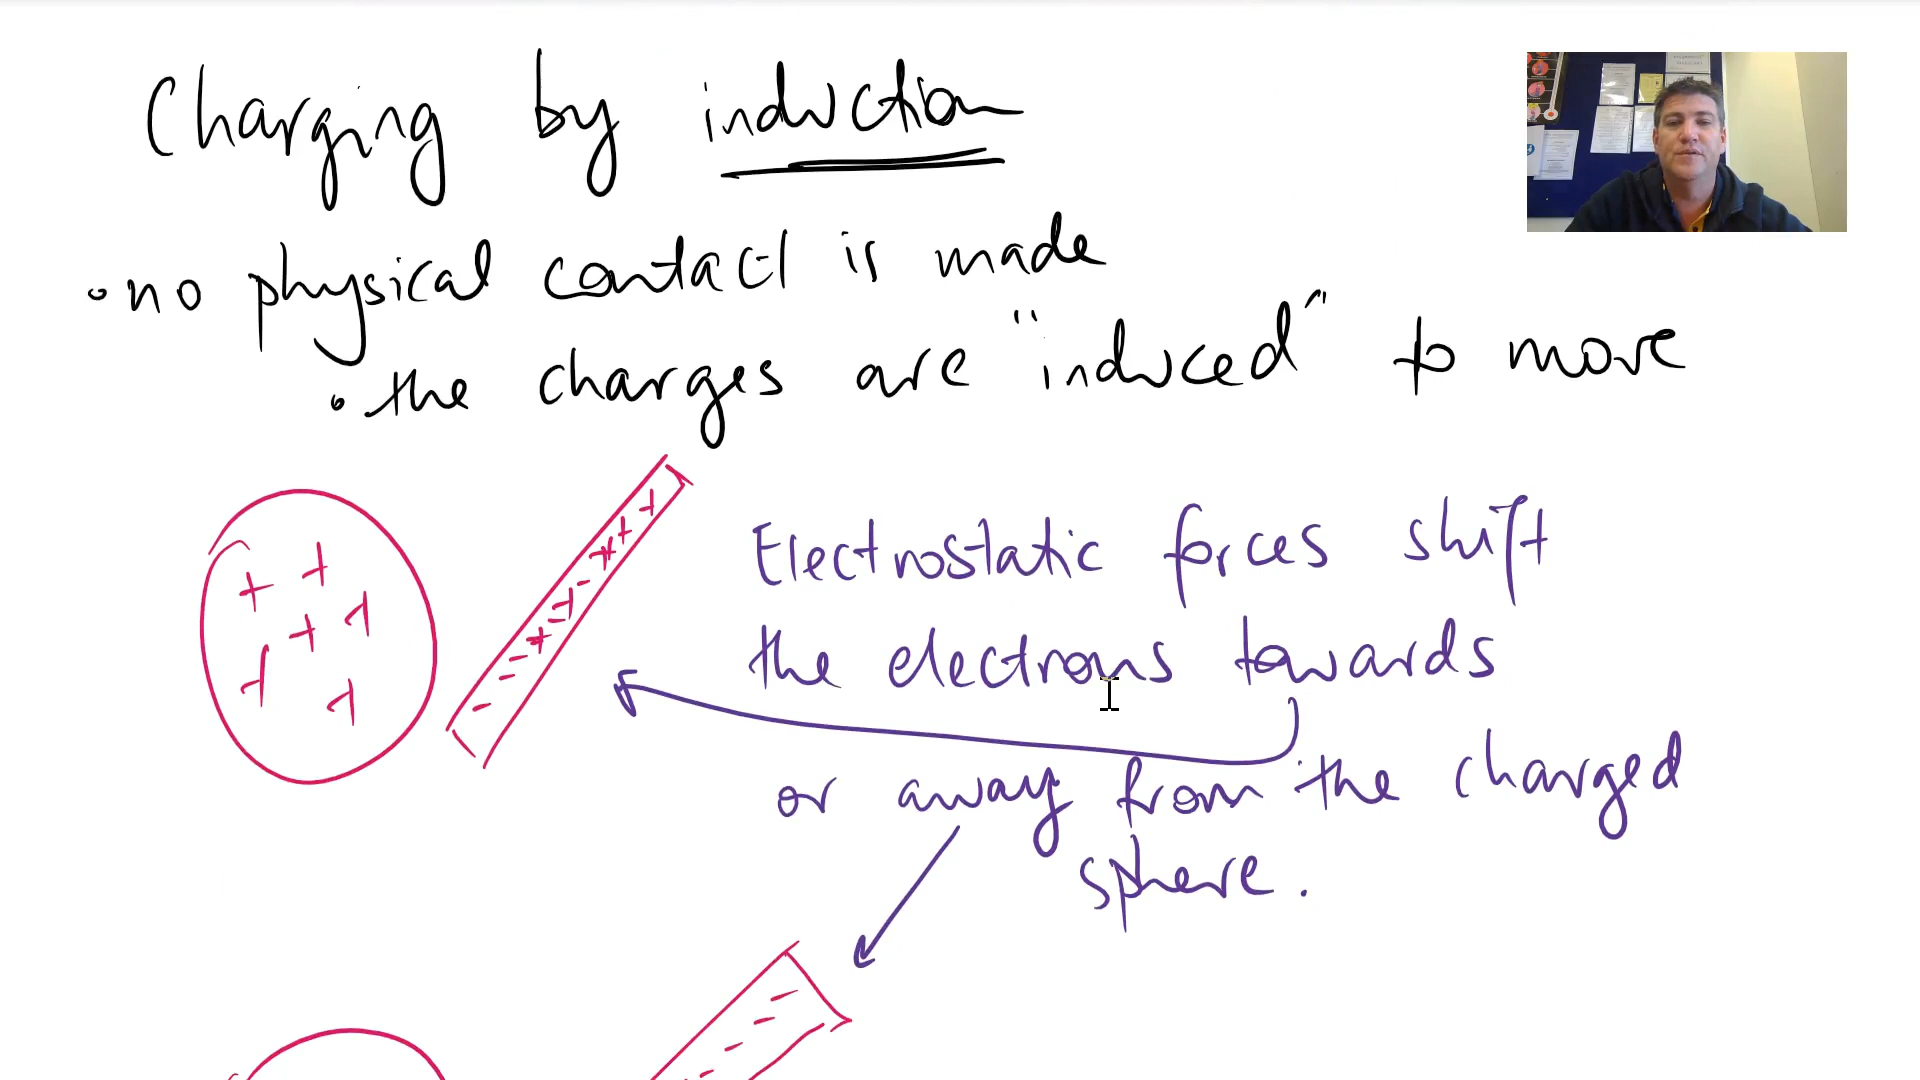 Charging by induction
• no physical contact is made
• the charges are "induced" to move
Electrostatic forces shift
the electrons towards
or away from the charged
sphere.